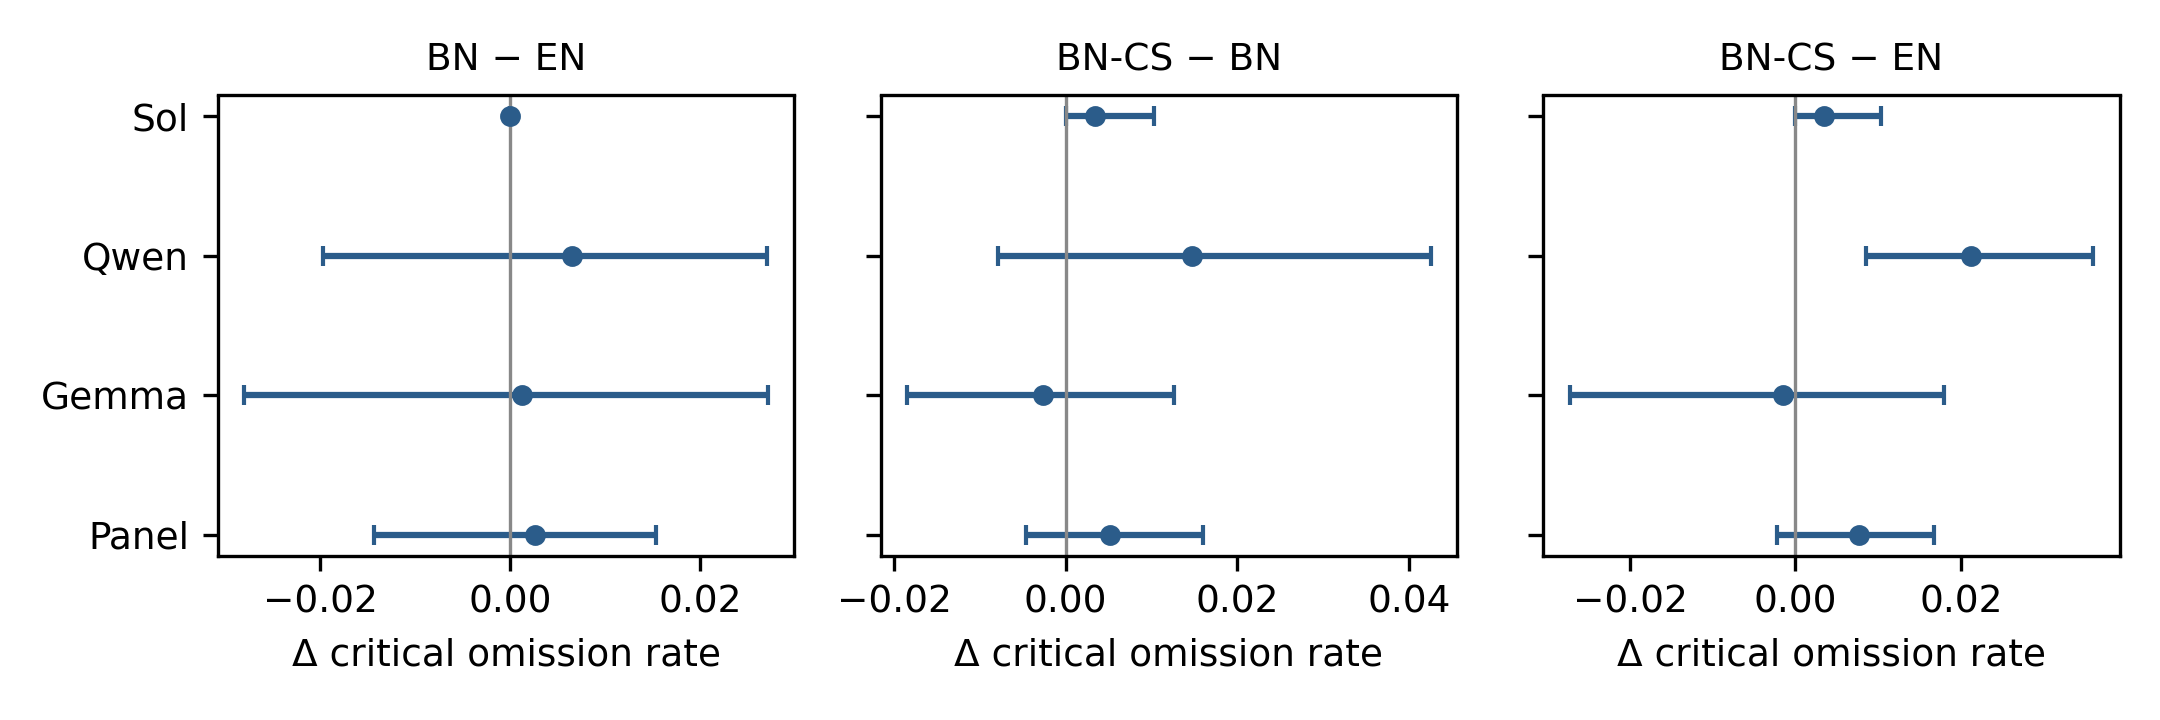 BN − EN
BN-CS − BN
BN-CS − EN
Sol
Qwen
Gemma
Panel
−0.02 0.00 0.02
−0.02 0.00 0.02 0.04
−0.02 0.00 0.02
Δ critical omission rate
Δ critical omission rate
Δ critical omission rate